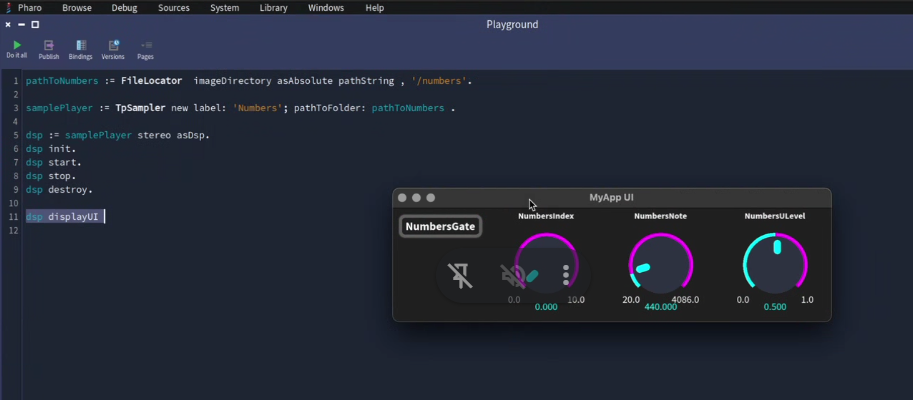 Pharo Browse Debug Sources System Library Windows Help
Playground
Do it all Publish Bindings Versions Pages
1 pathToNumbers := FileLocator imageDirectory asAbsolute pathString , '/numbers'.
2
3 samplePlayer := TpSampler new label: 'Numbers'; pathToFolder: pathToNumbers .
4
5 dsp := samplePlayer stereo asDsp.
6 dsp init.
7 dsp start.
8 dsp stop.
9 dsp destroy.
10
11 dsp displayUI
12
MyApp UI
NumbersGate
NumbersIndex NumbersNote NumbersULevel
0.0 10.0 20.0 4086.0 0.0 1.0
0.000 440.000 0.500